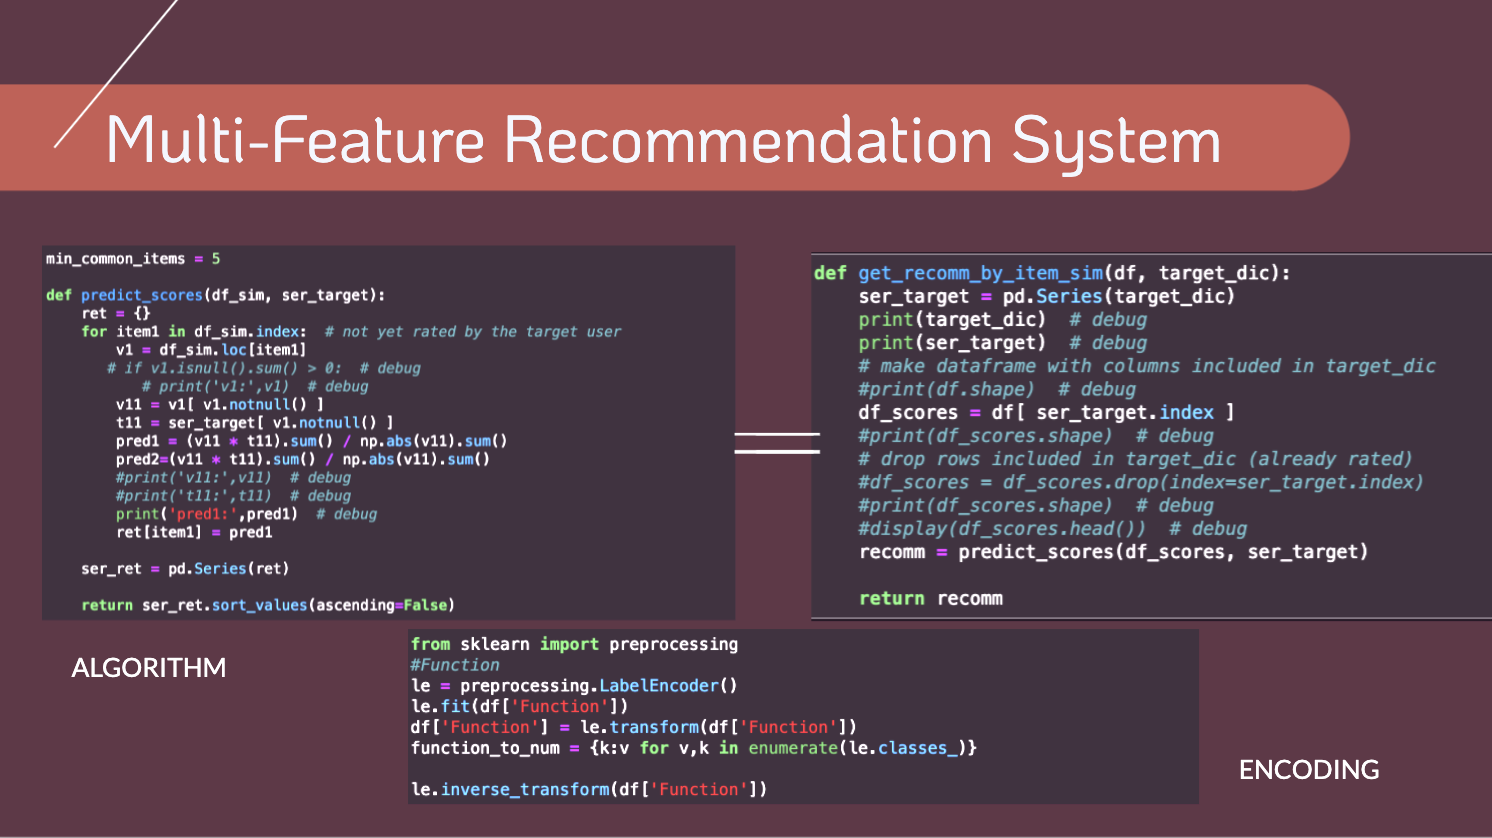 Multi-Feature Recommendation System
min_common_items = 5
def predict_scores(df_sim, ser_target):
    ret = {}
    for item1 in df_sim.index:  # not yet rated by the target user
        v1 = df_sim.loc[item1]
       # if v1.isnull().sum() > 0:  # debug
           # print('v1:',v1)  # debug
        v11 = v1[ v1.notnull() ]
        t11 = ser_target[ v1.notnull() ]
        pred1 = (v11 * t11).sum() / np.abs(v11).sum()
        pred2=(v11 * t11).sum() / np.abs(v11).sum()
        #print('v11:',v11)  # debug
        #print('t11:',t11)  # debug
        print('pred1:',pred1)  # debug
        ret[item1] = pred1
    ser_ret = pd.Series(ret)
    return ser_ret.sort_values(ascending=False)
def get_recomm_by_item_sim(df, target_dic):
    ser_target = pd.Series(target_dic)
    print(target_dic)  # debug
    print(ser_target)  # debug
    # make dataframe with columns included in target_dic
    #print(df.shape)  # debug
    df_scores = df[ ser_target.index ]
    #print(df_scores.shape)  # debug
    # drop rows included in target_dic (already rated)
    #df_scores = df_scores.drop(index=ser_target.index)
    #print(df_scores.shape)  # debug
    #display(df_scores.head())  # debug
    recomm = predict_scores(df_scores, ser_target)
    return recomm
ALGORITHM
from sklearn import preprocessing
#Function
le = preprocessing.LabelEncoder()
le.fit(df['Function'])
df['Function'] = le.transform(df['Function'])
function_to_num = {k:v for v,k in enumerate(le.classes_)}
le.inverse_transform(df['Function'])
ENCODING